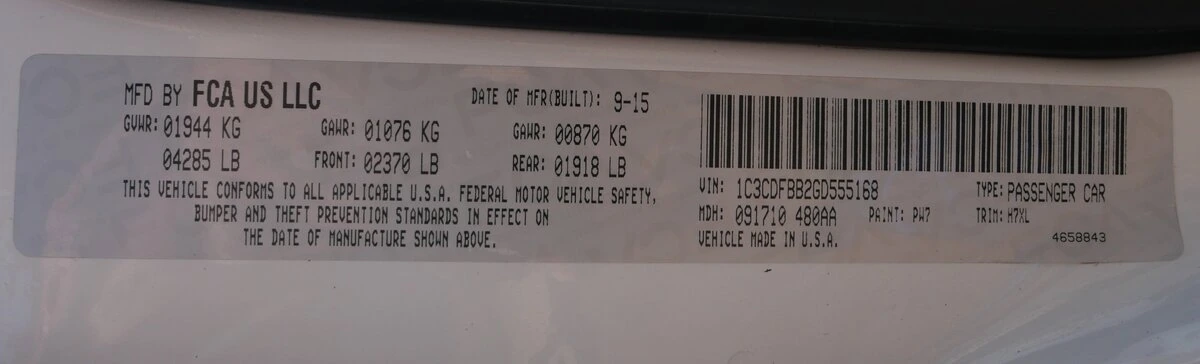 MFD BY FCA US LLC DATE OF MFR(BUILT): 9-15
GVWR: 01944 KG GAWR: 01076 KG GAWR: 00870 KG
04285 LB FRONT: 02370 LB REAR: 01918 LB
THIS VEHICLE CONFORMS TO ALL APPLICABLE U.S.A. FEDERAL MOTOR VEHICLE SAFETY,
BUMPER AND THEFT PREVENTION STANDARDS IN EFFECT ON
THE DATE OF MANUFACTURE SHOWN ABOVE.
VIN: 1C3CDFBB2GD555168 TYPE: PASSENGER CAR
MDH: 091710 480AA PAINT: PW7 TRIM: H7XL
VEHICLE MADE IN U.S.A. 4658843